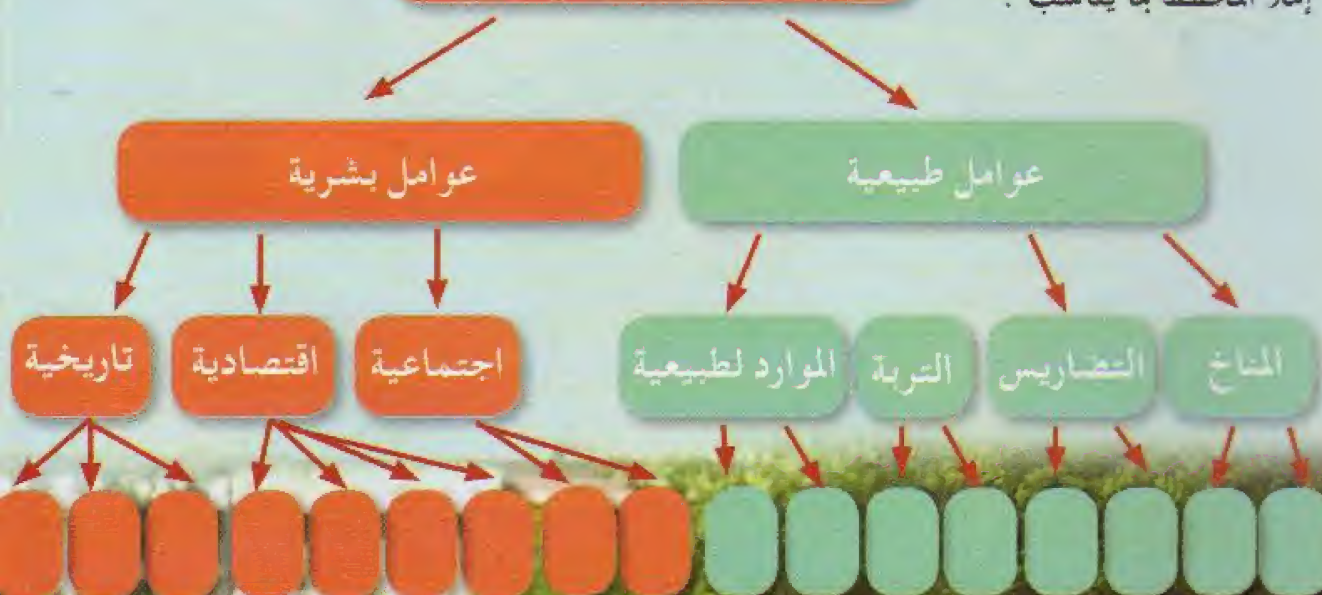 عوامل طبيعية
عوامل بشرية
المناخ
التضاريس
التربة
الموارد لطبيعية
اجتماعية
اقتصادية
تاريخية